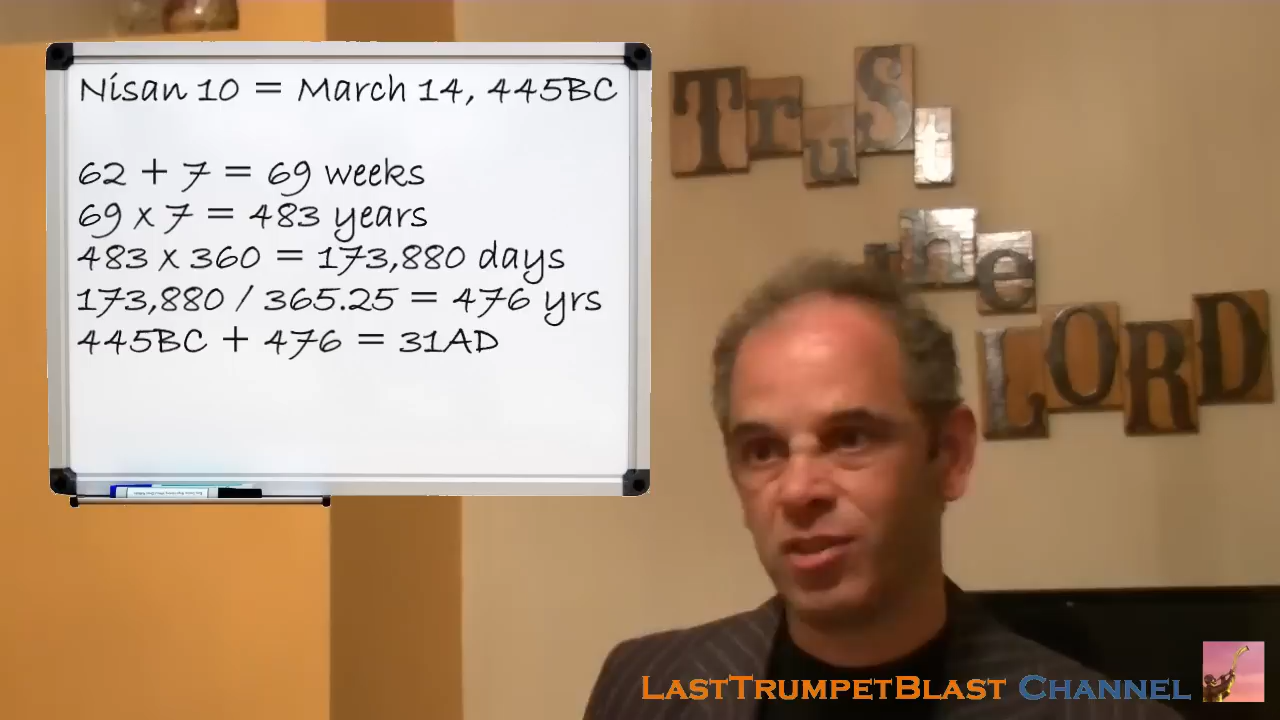 Nisan 10 = March 14, 445BC
62 + 7 = 69 weeks
69 x 7 = 483 years
483 x 360 = 173,880 days
173,880 / 365.25 = 476 yrs
445BC + 476 = 31AD
Trust
the
LORD
LASTTRUMPETBLAST CHANNEL